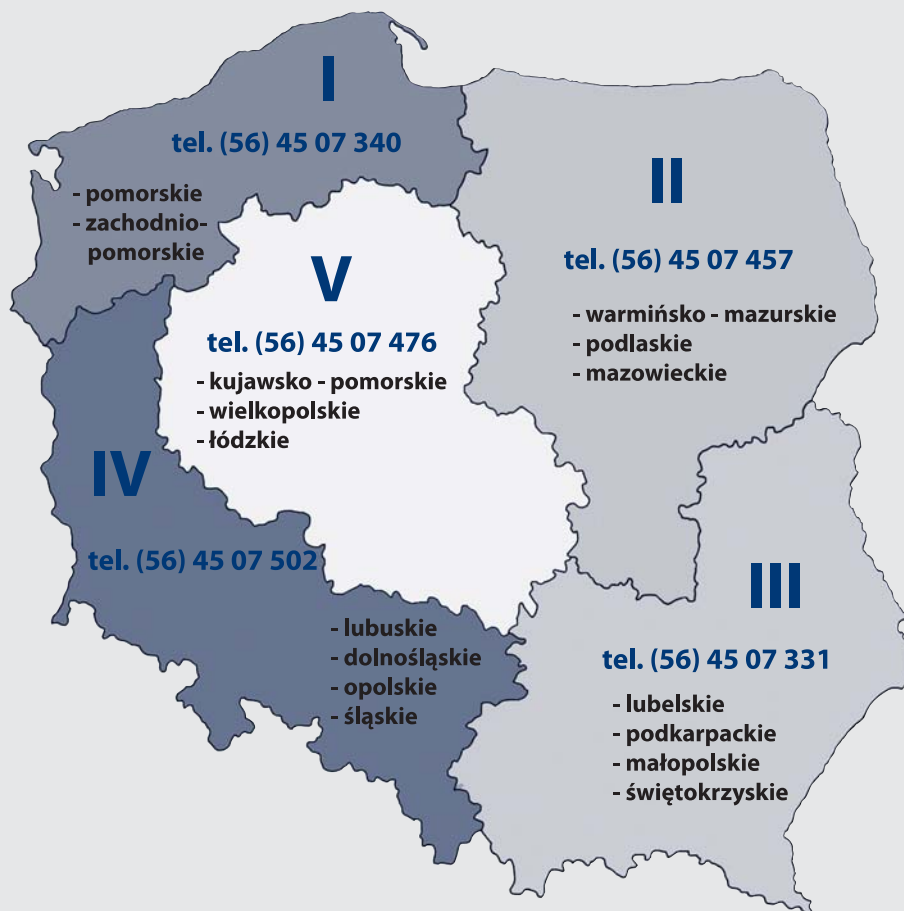 I
tel. (56) 45 07 340
- pomorskie
- zachodnio-
pomorskie
II
tel. (56) 45 07 457
- warmińsko - mazurskie
- podlaskie
- mazowieckie
V
tel. (56) 45 07 476
- kujawsko - pomorskie
- wielkopolskie
- łódzkie
IV
tel. (56) 45 07 502
- lubuskie
- dolnośląskie
- opolskie
- śląskie
III
tel. (56) 45 07 331
- lubelskie
- podkarpackie
- małopolskie
- świętokrzyskie